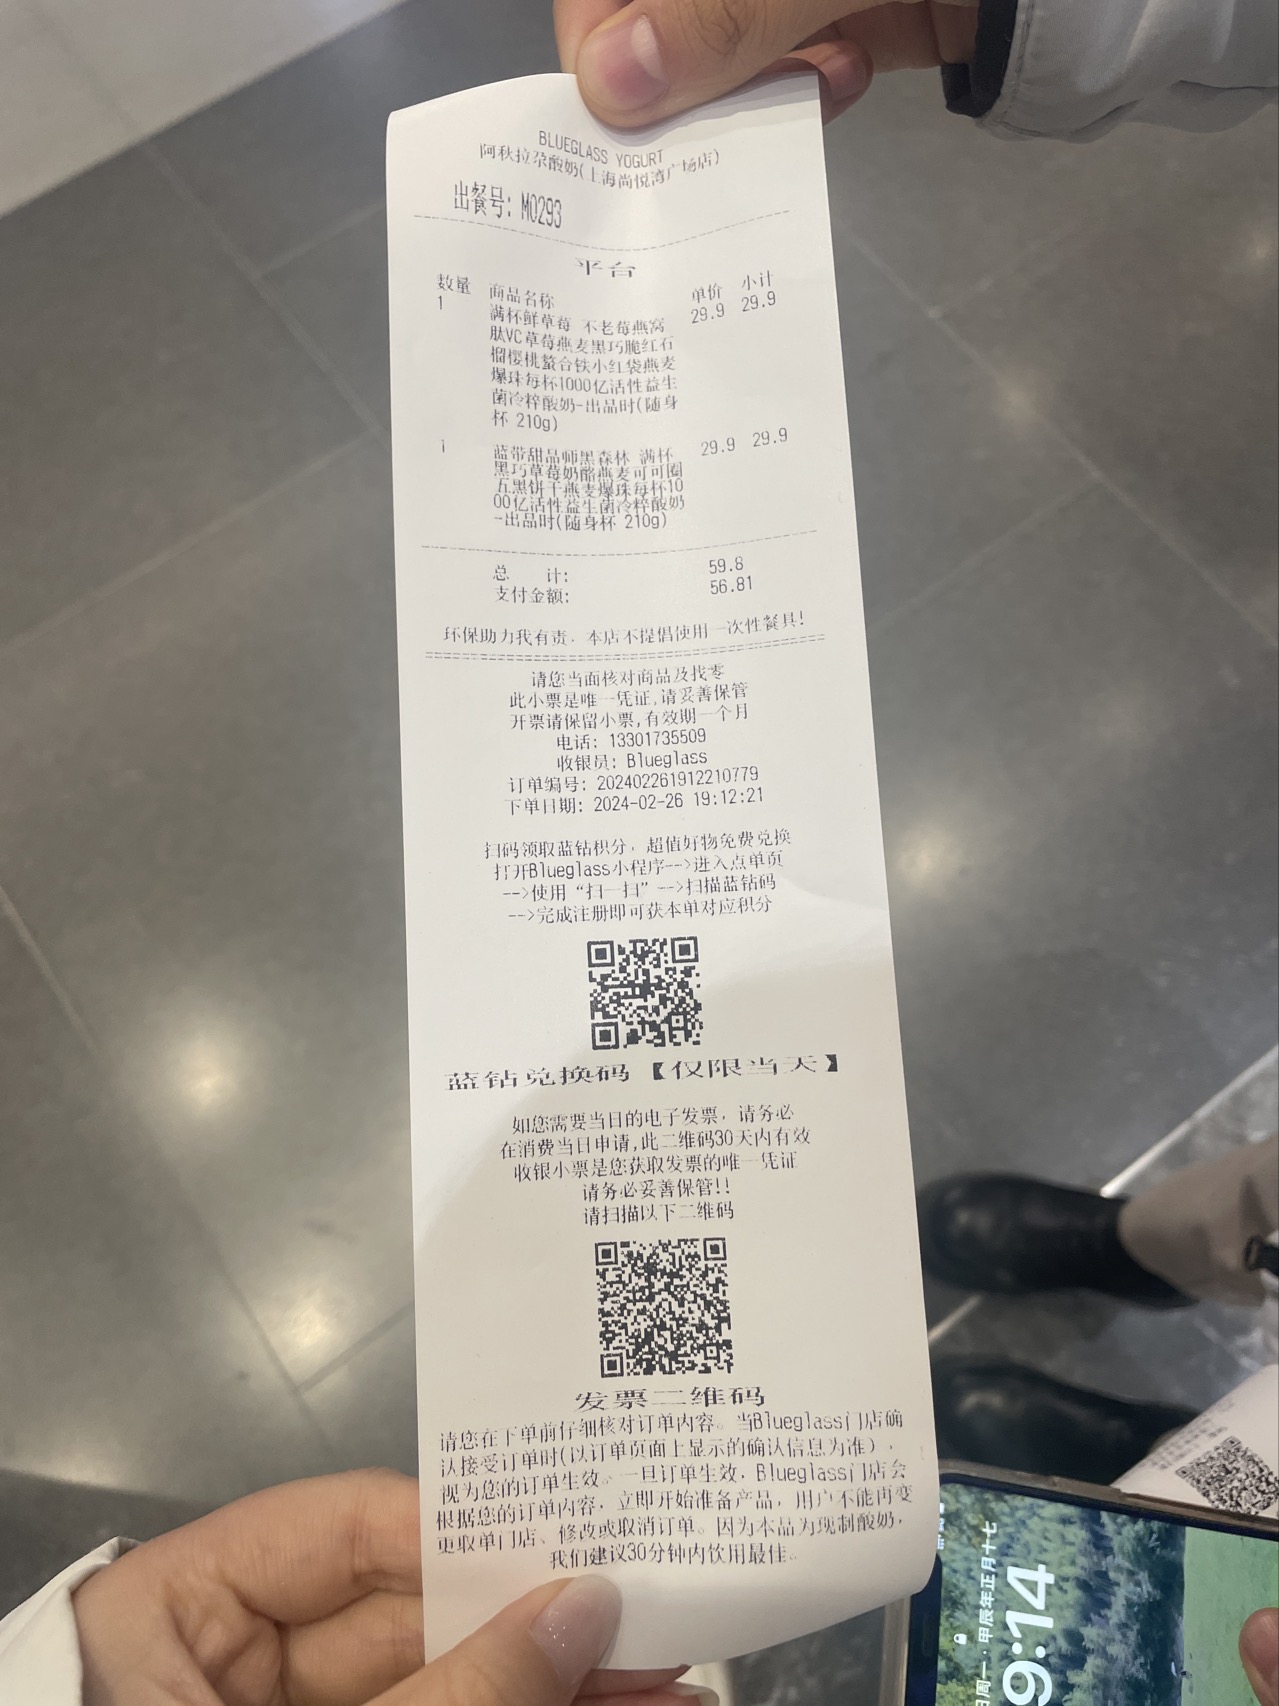 BLUEGLASS YOGURT
阿秋拉尕酸奶(上海尚悦湾广场店)
出餐号: M0293
平台
数量 商品名称 单价 小计
1 满杯鲜草莓 不老莓燕窝 29.9 29.9
肽VC草莓燕麦黑巧脆红石
榴樱桃螯合铁小红袋燕麦
爆珠每杯1000亿活性益生
菌冷粹酸奶-出品时(随身
杯 210g)
1 蓝带甜品师黑森林 满杯 29.9 29.9
黑巧草莓奶酪燕麦可可圈
五黑饼干燕麦爆珠每杯10
00亿活性益生菌冷粹酸奶
-出品时(随身杯 210g)
总 计: 59.8
支付金额: 56.81
环保助力我有责，本店不提倡使用一次性餐具!
请您当面核对商品及找零
此小票是唯一凭证,请妥善保管
开票请保留小票,有效期一个月
电话: 13301735509
收银员: Blueglass
订单编号: 202402261912210779
下单日期: 2024-02-26 19:12:21
扫码领取蓝钻积分，超值好物免费兑换
打开Blueglass小程序-->进入点单页
-->使用“扫一扫”-->扫描蓝钻码
-->完成注册即可获本单对应积分
蓝钻兑换码【仅限当天】
如您需要当日的电子发票，请务必
在消费当日申请,此二维码30天内有效
收银小票是您获取发票的唯一凭证
请务必妥善保管!!
请扫描以下二维码
发票二维码
请您在下单前仔细核对订单内容。当Blueglass门店确
认接受订单时(以订单页面上显示的确认信息为准)，
视为您的订单生效。一旦订单生效，Blueglass门店会
根据您的订单内容，立即开始准备产品，用户不能再变
更取单门店、修改或取消订单。因为本品为现制酸奶，
我们建议30分钟内饮用最佳。
日周一·甲辰年正月十七
9:14